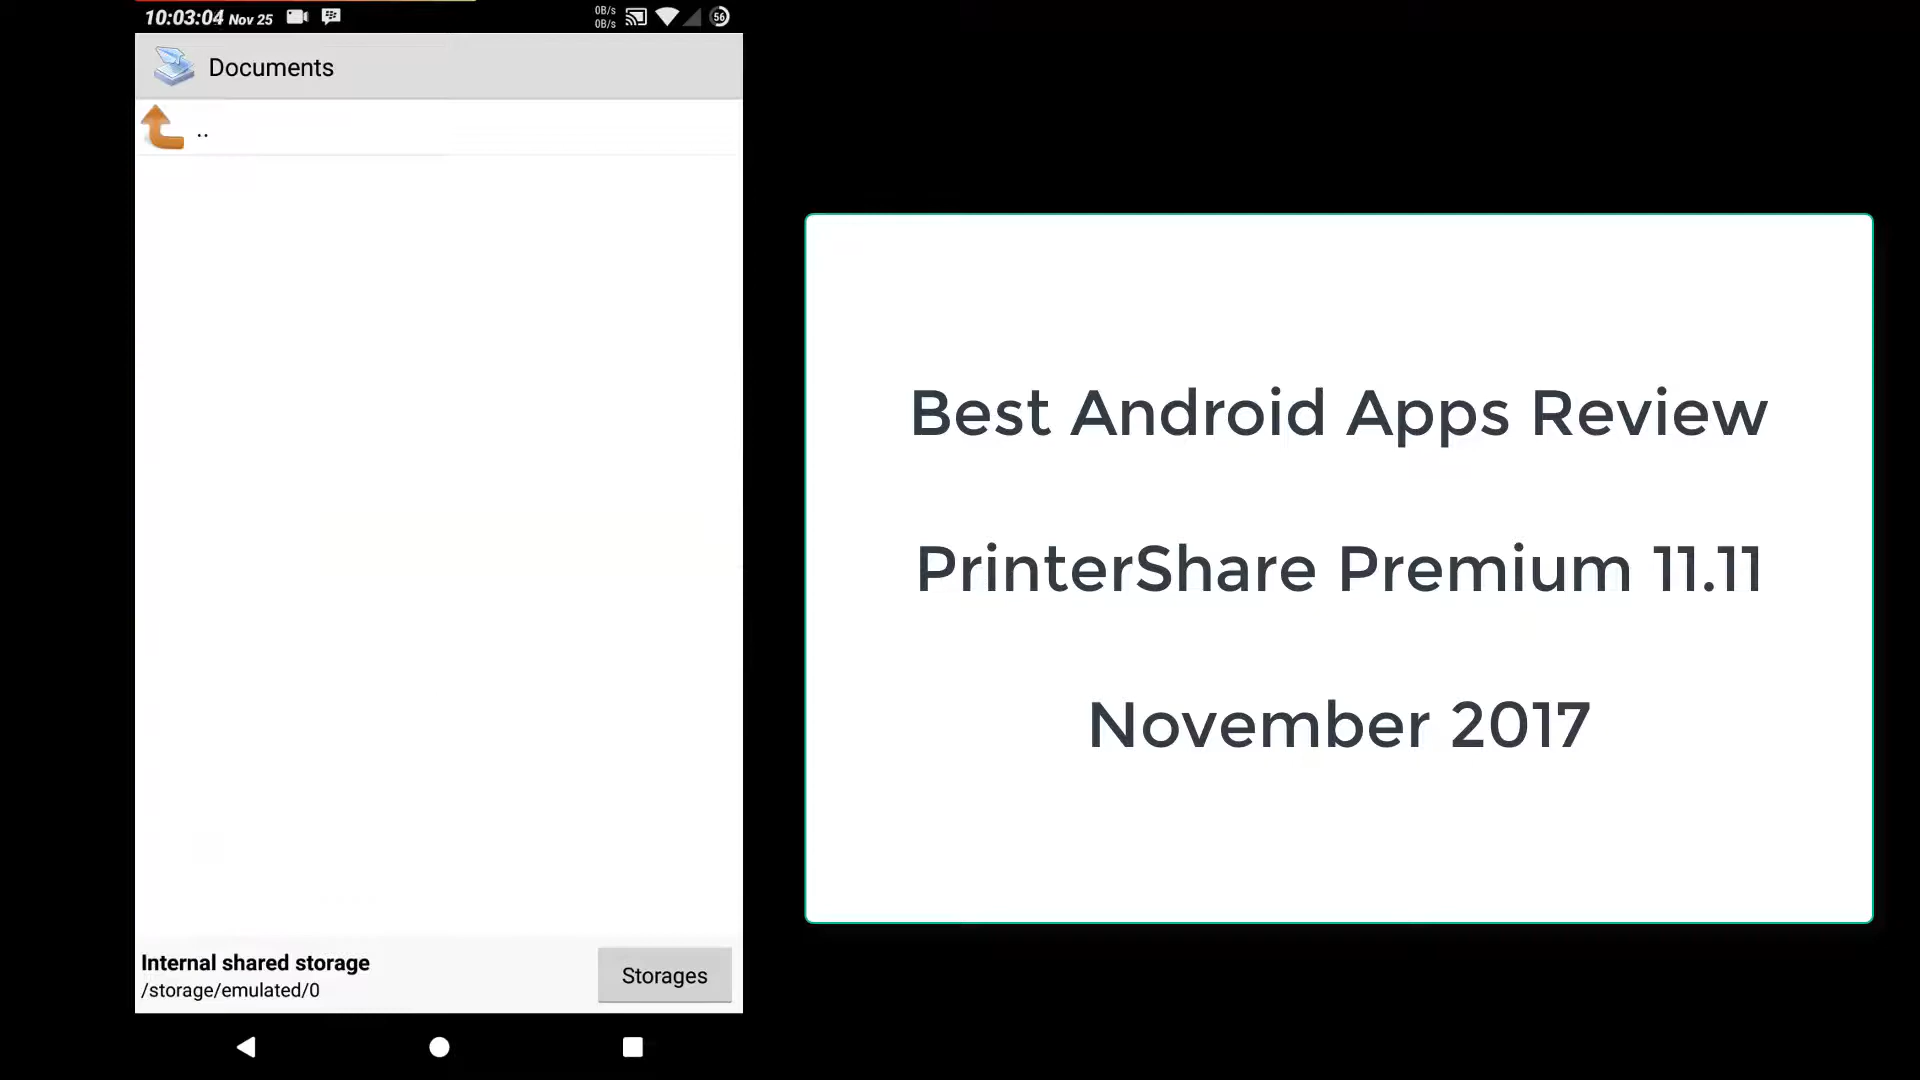 10:03:04 Nov 25
0B/s
0B/s
56
Documents
..
Internal shared storage
/storage/emulated/0
Storages
Best Android Apps Review
PrinterShare Premium 11.11
November 2017